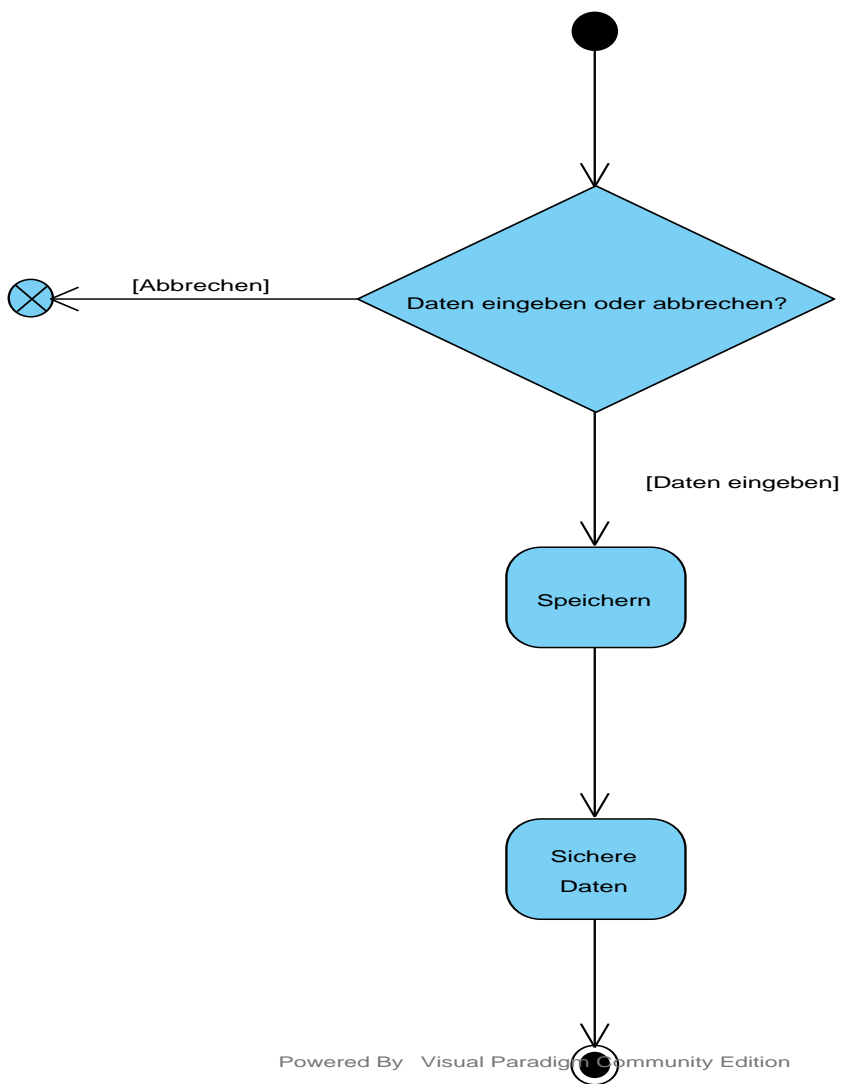 [Abbrechen]
Daten eingeben oder abbrechen?
[Daten eingeben]
Speichern
Sichere
Daten
Powered By Visual Paradigm Community Edition